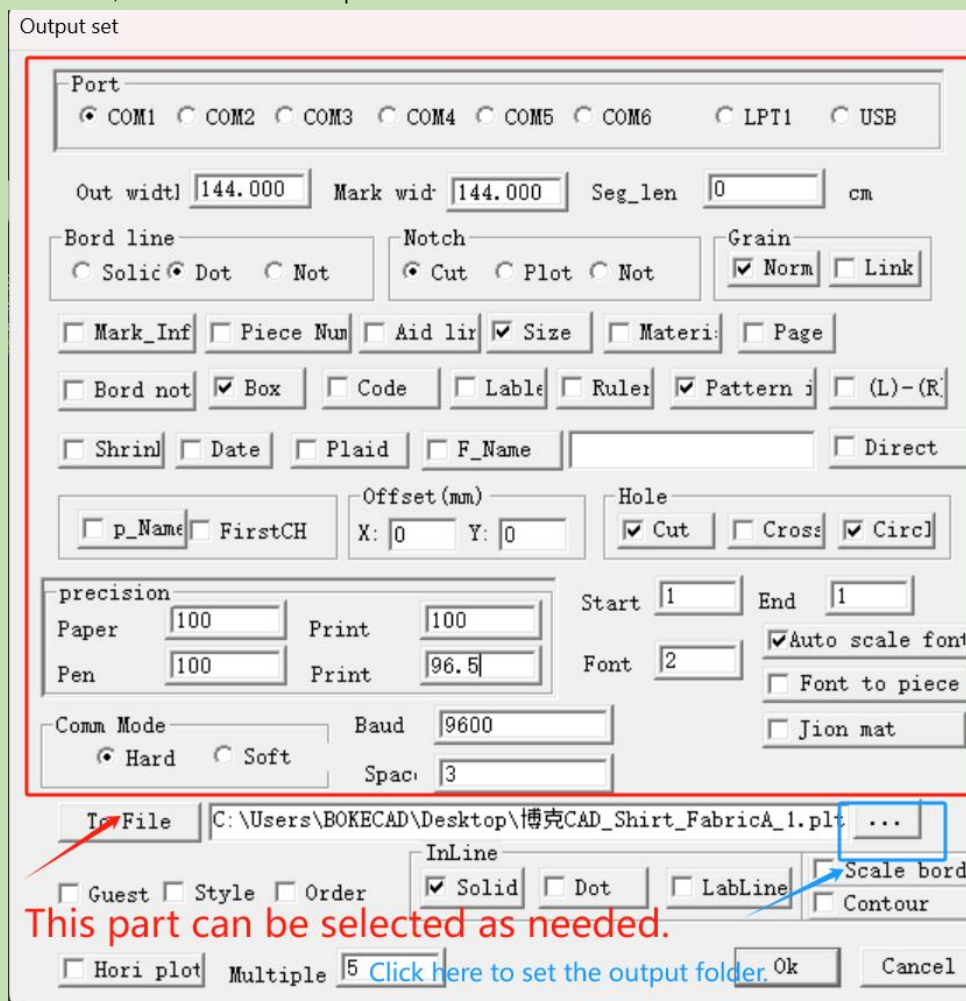 Output set
Port
COM1 COM2 COM3 COM4 COM5 COM6 LPT1 USB
Out widt 144.000 Mark wid 144.000 Seg_len 0 cm
Bord line Notch Grain
Solid Dot Not Cut Plot Not Norm Link
Mark_Inf Piece Num Aid lin Size Materi Page
Bord not Box Code Lable Ruler Pattern i (L)-(R)
Shrin Date Plaid F_Name Direct
Offset(mm) Hole
p_Name FirstCH X: 0 Y: 0 Cut Cross Circl
precision
Start 1 End 1
Paper 100 Print 100
Auto scale font
Pen 100 Print 96.5 Font 2
Font to piece
Comm Mode Baud 9600 Jion mat
Hard Soft
Spac 3
To File C:\Users\BOKECAD\Desktop\博克CAD_Shirt_FabricA_1.plt ...
InLine
Scale bord
Guest Style Order Solid Dot LabLine
Contour
This part can be selected as needed.
Hori plot Multiple 5 Click here to set the output folder. Ok Cancel